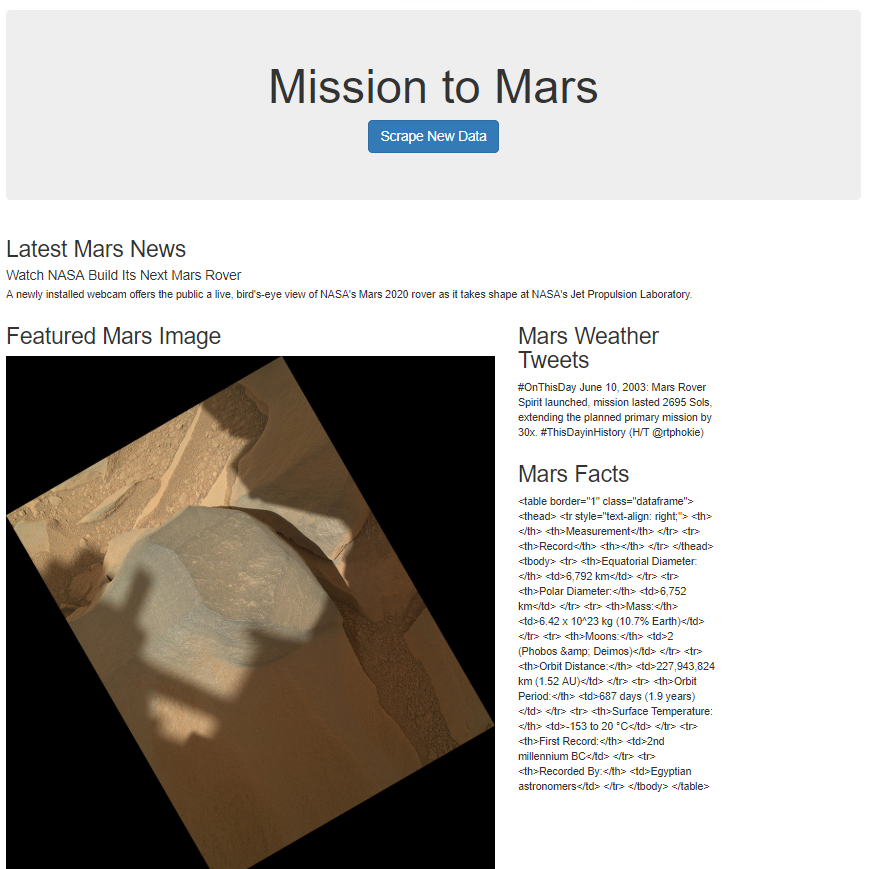 Mission to Mars
Scrape New Data
Latest Mars News
Watch NASA Build Its Next Mars Rover
A newly installed webcam offers the public a live, bird's-eye view of NASA's Mars 2020 rover as it takes shape at NASA's Jet Propulsion Laboratory.
Featured Mars Image
Mars Weather
Tweets
#OnThisDay June 10, 2003: Mars Rover
Spirit launched, mission lasted 2695 Sols,
extending the planned primary mission by
30x. #ThisDayinHistory (H/T @rtphokie)
Mars Facts
<table border="1" class="dataframe">
<thead> <tr style="text-align: right;"> <th>
</th> <th>Measurement</th> </tr> <tr>
<th>Record</th> <th></th> </tr> </thead>
<tbody> <tr> <th>Equatorial Diameter:
</th> <td>6,792 km</td> </tr> <tr>
<th>Polar Diameter:</th> <td>6,752
km</td> </tr> <tr> <th>Mass:</th>
<td>6.42 x 10^23 kg (10.7% Earth)</td>
</tr> <tr> <th>Moons:</th> <td>2
(Phobos &amp; Deimos)</td> </tr> <tr>
<th>Orbit Distance:</th> <td>227,943,824
km (1.52 AU)</td> </tr> <tr> <th>Orbit
Period:</th> <td>687 days (1.9 years)
</td> </tr> <tr> <th>Surface Temperature:
</th> <td>-153 to 20 °C</td> </tr> <tr>
<th>First Record:</th> <td>2nd
millennium BC</td> </tr> <tr>
<th>Recorded By:</th> <td>Egyptian
astronomers</td> </tr> </tbody> </table>